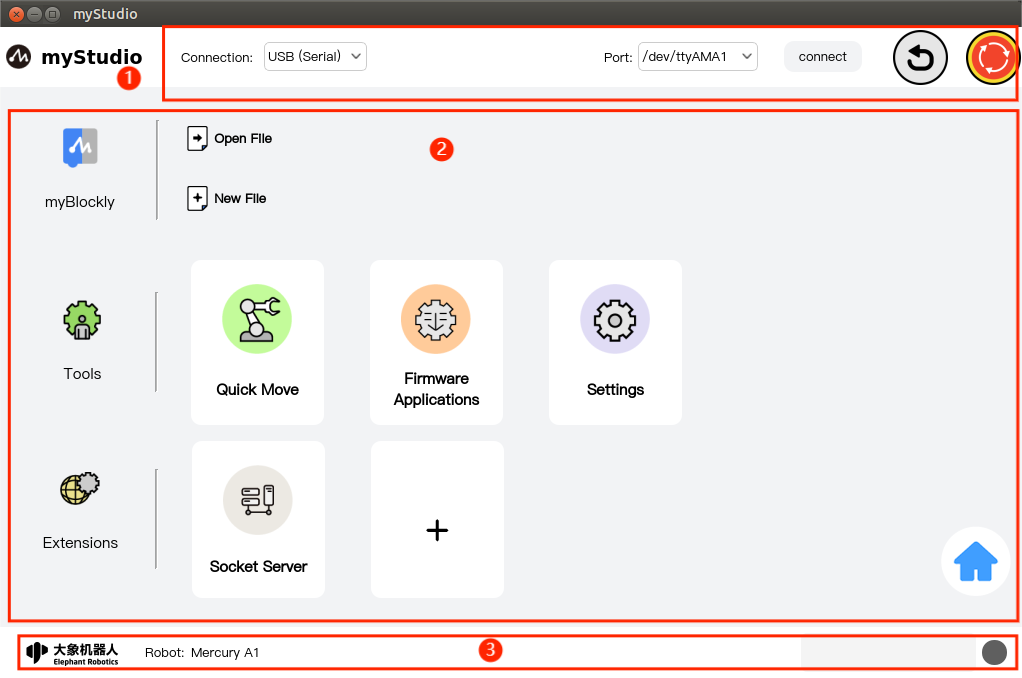 myStudio
myStudio
1
Connection: USB (Serial)
Port: /dev/ttyAMA1
connect
2
myBlockly
Open File
New File
Tools
Quick Move
Firmware
Applications
Settings
Extensions
Socket Server
+
大象机器人
Elephant Robotics
Robot: Mercury A1
3